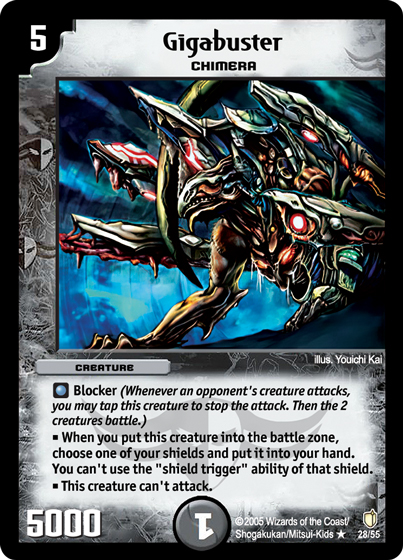 5
Gigabuster
CHIMERA
illus. Youichi Kai
CREATURE
Blocker (Whenever an opponent's creature attacks,
you may tap this creature to stop the attack. Then the 2
creatures battle.)
▪ When you put this creature into the battle zone,
choose one of your shields and put it into your hand.
You can't use the "shield trigger" ability of that shield.
▪ This creature can't attack.
5000
1
©2005 Wizards of the Coast/
Shogakukan/Mitsui-Kids ★ 28/55